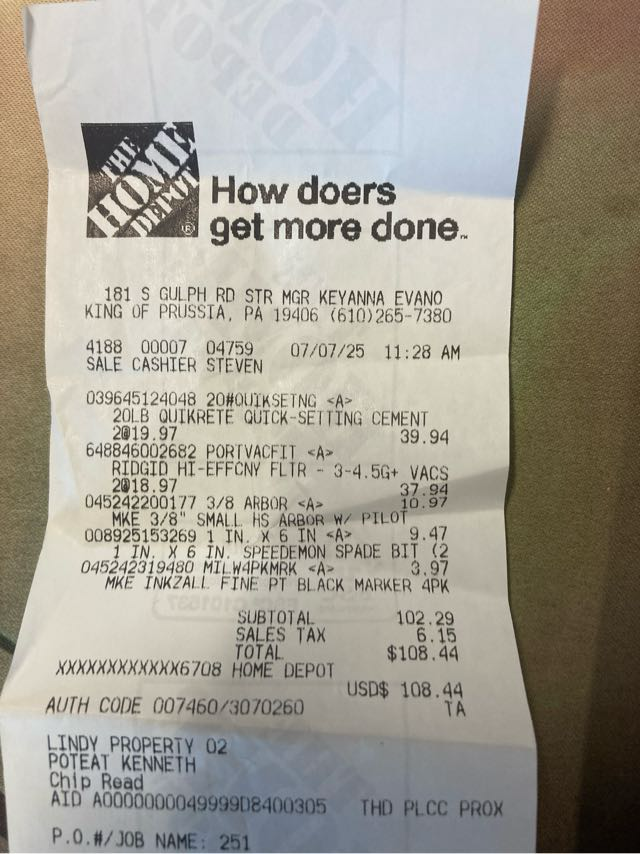 THE
HOME
DEPOT
How doers
get more done.™
181 S GULPH RD STR MGR KEYANNA EVANO
KING OF PRUSSIA, PA 19406 (610)265-7380
4188 00007 04759 07/07/25 11:28 AM
SALE CASHIER STEVEN
039645124048 20#QUIKSETNG <A>
20LB QUIKRETE QUICK-SETTING CEMENT
2@19.97 39.94
648846002682 PORTVACFIT <A>
RIDGID HI-EFFCNY FLTR - 3-4.5G+ VACS
2@18.97 37.94
045242200177 3/8 ARBOR <A> 10.97
MKE 3/8" SMALL HS ARBOR W/ PILOT
008925153269 1 IN. X 6 IN <A> 9.47
1 IN. X 6 IN. SPEEDEMON SPADE BIT (2
045242319480 MILW4PKMRK <A> 3.97
MKE INKZALL FINE PT BLACK MARKER 4PK
SUBTOTAL 102.29
SALES TAX 6.15
TOTAL $108.44
XXXXXXXXXXXX6708 HOME DEPOT
USD$ 108.44
AUTH CODE 007460/3070260 TA
LINDY PROPERTY 02
POTEAT KENNETH
Chip Read
AID A0000000049999D8400305 THD PLCC PROX
P.O.#/JOB NAME: 251